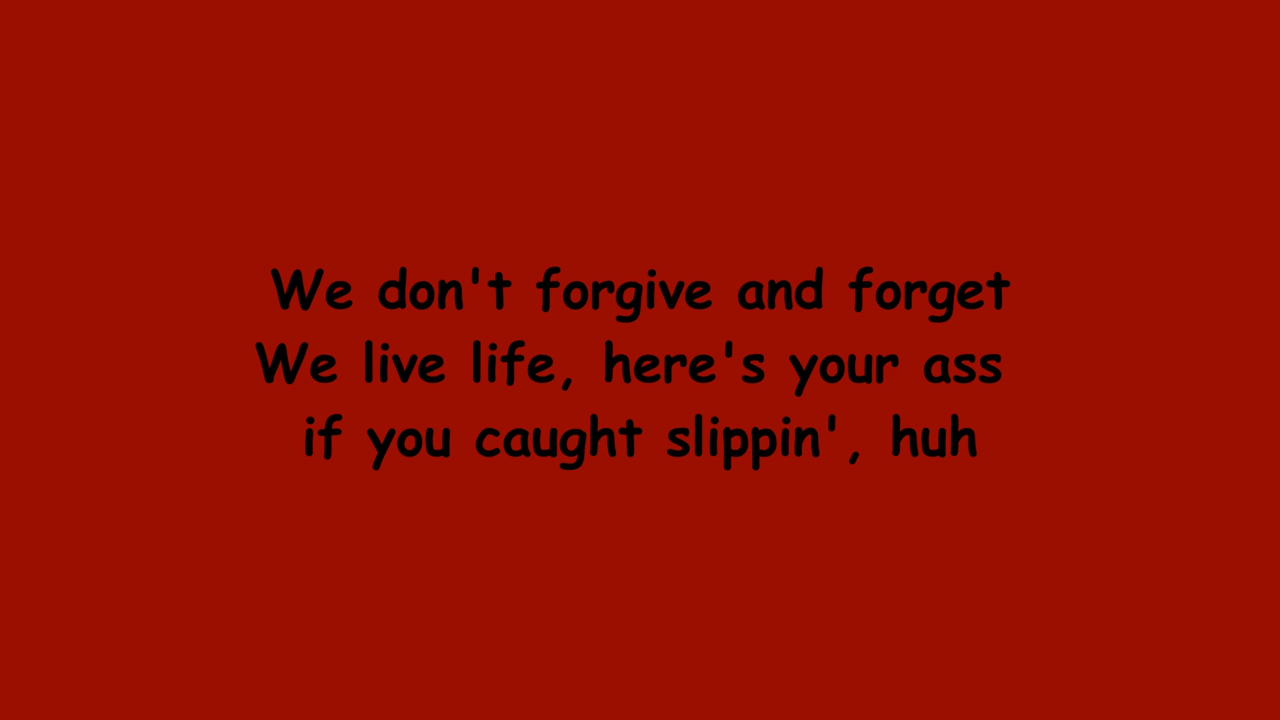 We don't forgive and forget
We live life, here's your ass
if you caught slippin', huh